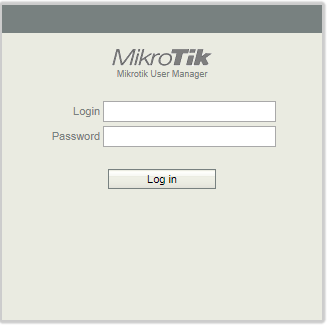 MikroTik
Mikrotik User Manager
Login
Password
Log in